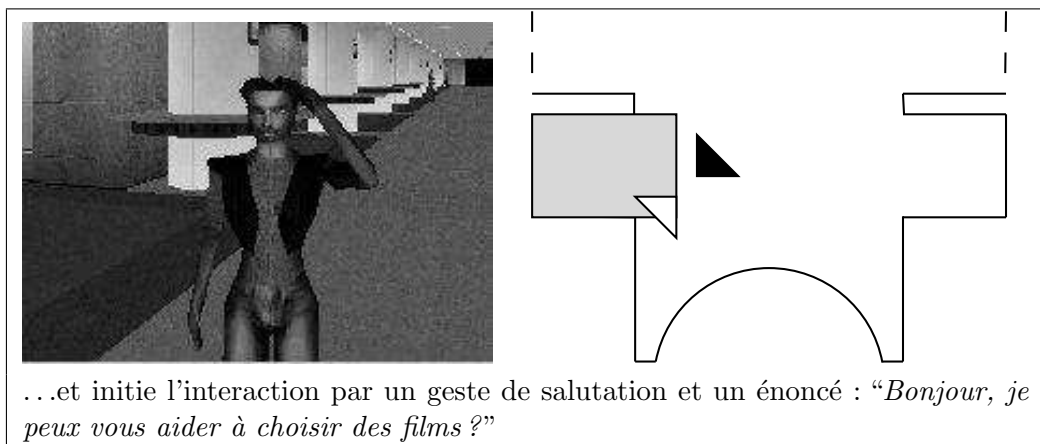 ...et initie l'interaction par un geste de salutation et un énoncé : “Bonjour, je
peux vous aider à choisir des films ?”